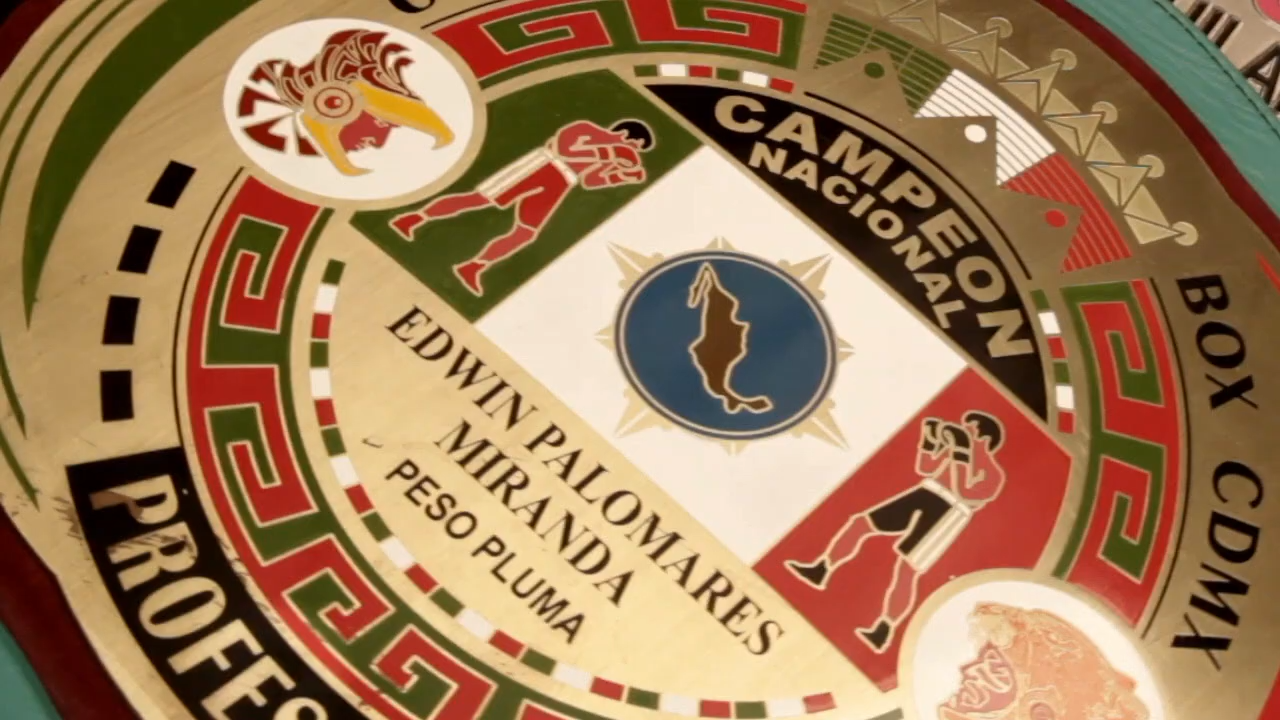 CAMPEON
NACIONAL
BOX CDMX
EDWIN PALOMARES
MIRANDA
PESO PLUMA
PROFES